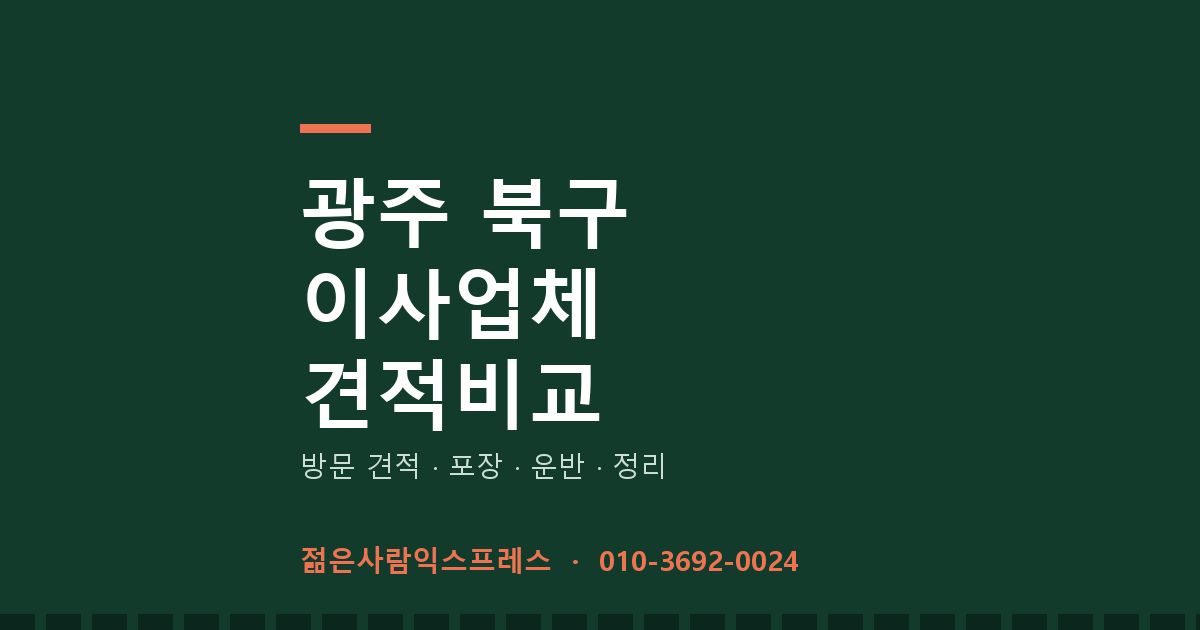 광주 북구
이사업체
견적비교
방문 견적 · 포장 · 운반 · 정리
젊은사람익스프레스 · 010-3692-0024